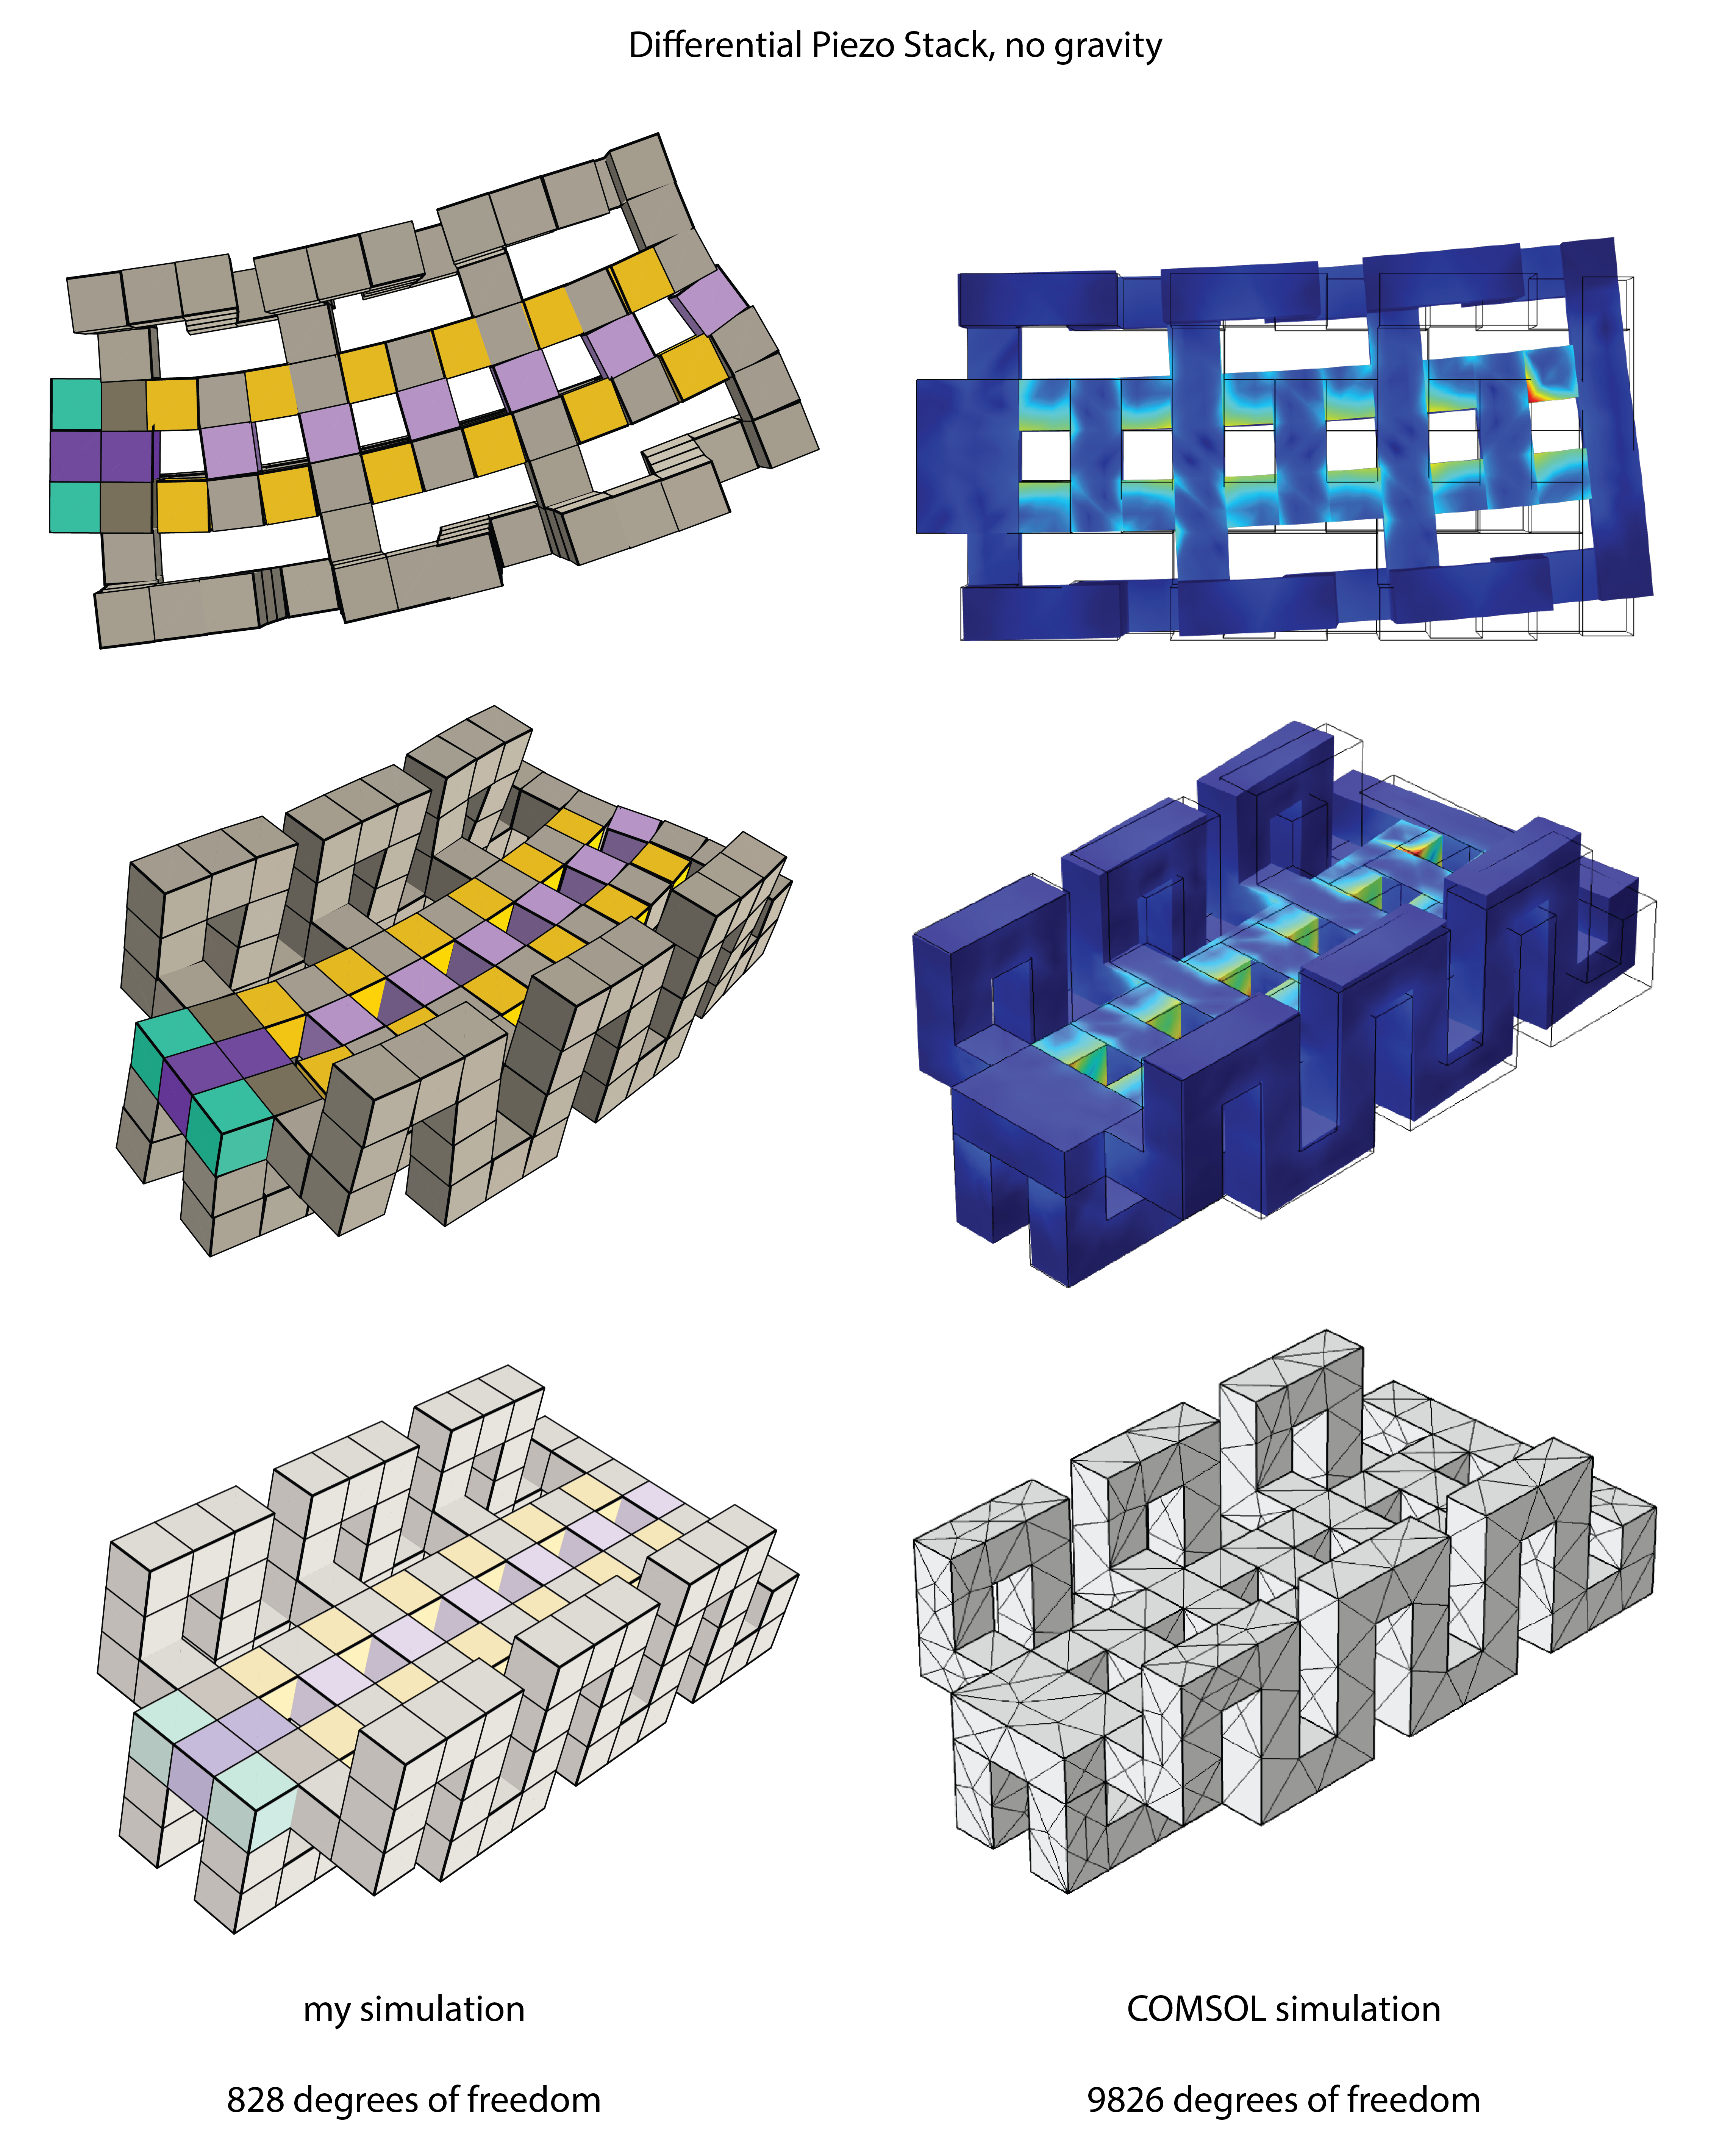 Differential Piezo Stack, no gravity
my simulation
COMSOL simulation
828 degrees of freedom
9826 degrees of freedom